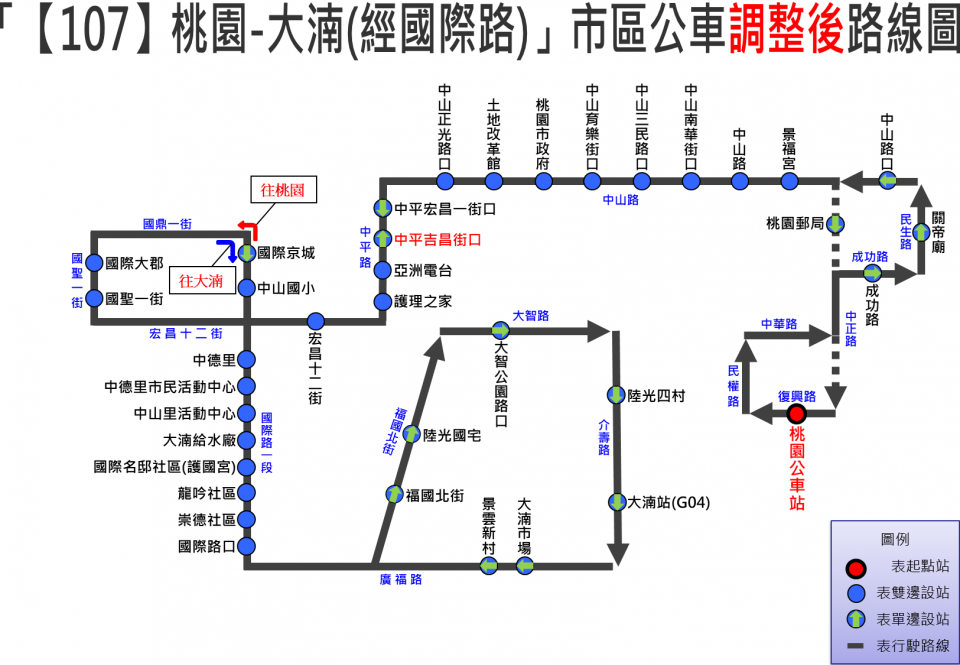 「【107】桃園-大湳(經國際路)」市區公車調整後路線圖
中山正光路口
土地改革館
桃園市政府
中山育樂街口
中山三民路口
中山南華街口
中山路
景福宮
中山路口
往桃園
中平宏昌一街口
中山路
桃園郵局
民生路
關帝廟
國鼎一街
中平路
中平吉昌街口
國際京城
國聖一街
國際大郡
往大湳
亞洲電台
成功路
成功路
中山國小
國聖一街
護理之家
宏昌十二街
宏昌十二街
大智路
中華路
中正路
大智公園路口
中德里
中德里市民活動中心
民權路
復興路
陸光四村
中山里活動中心
國際路一段
福國北街
陸光國宅
介壽路
桃園公車站
大湳給水廠
國際名邸社區(護國宮)
龍吟社區
福國北街
景雲新村
大湳市場
大湳站(G04)
崇德社區
國際路口
廣福路
圖例
表起點站
表雙邊設站
表單邊設站
表行駛路線